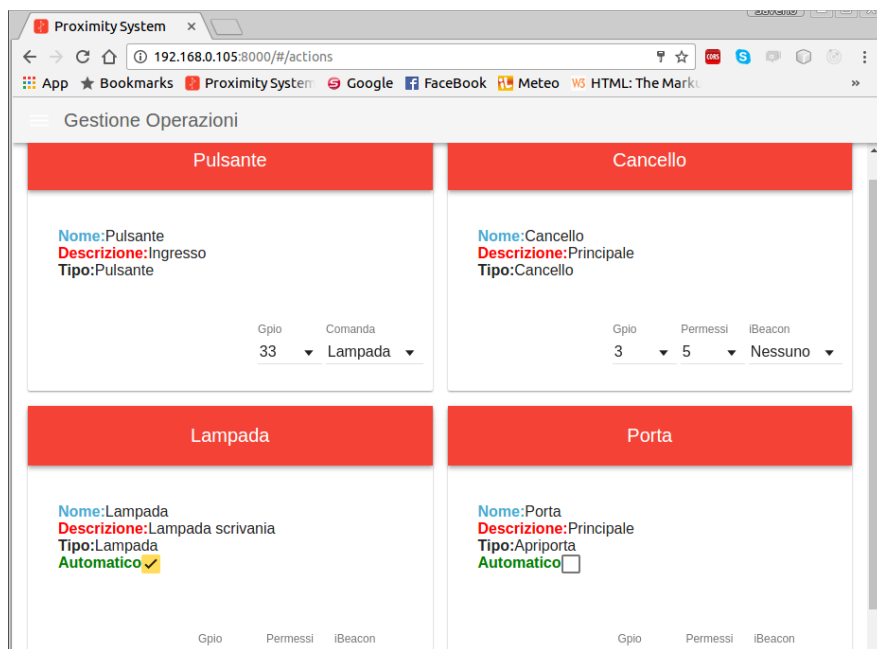 Proximity System
192.168.0.105:8000/#/actions
App Bookmarks Proximity System Google FaceBook Meteo HTML: The Marku
Gestione Operazioni
Pulsante
Nome:Pulsante
Descrizione:Ingresso
Tipo:Pulsante
Gpio Comanda
33 Lampada
Cancello
Nome:Cancello
Descrizione:Principale
Tipo:Cancello
Gpio Permessi iBeacon
3 5 Nessuno
Lampada
Nome:Lampada
Descrizione:Lampada scrivania
Tipo:Lampada
Automatico
Gpio Permessi iBeacon
Porta
Nome:Porta
Descrizione:Principale
Tipo:Apriporta
Automatico
Gpio Permessi iBeacon